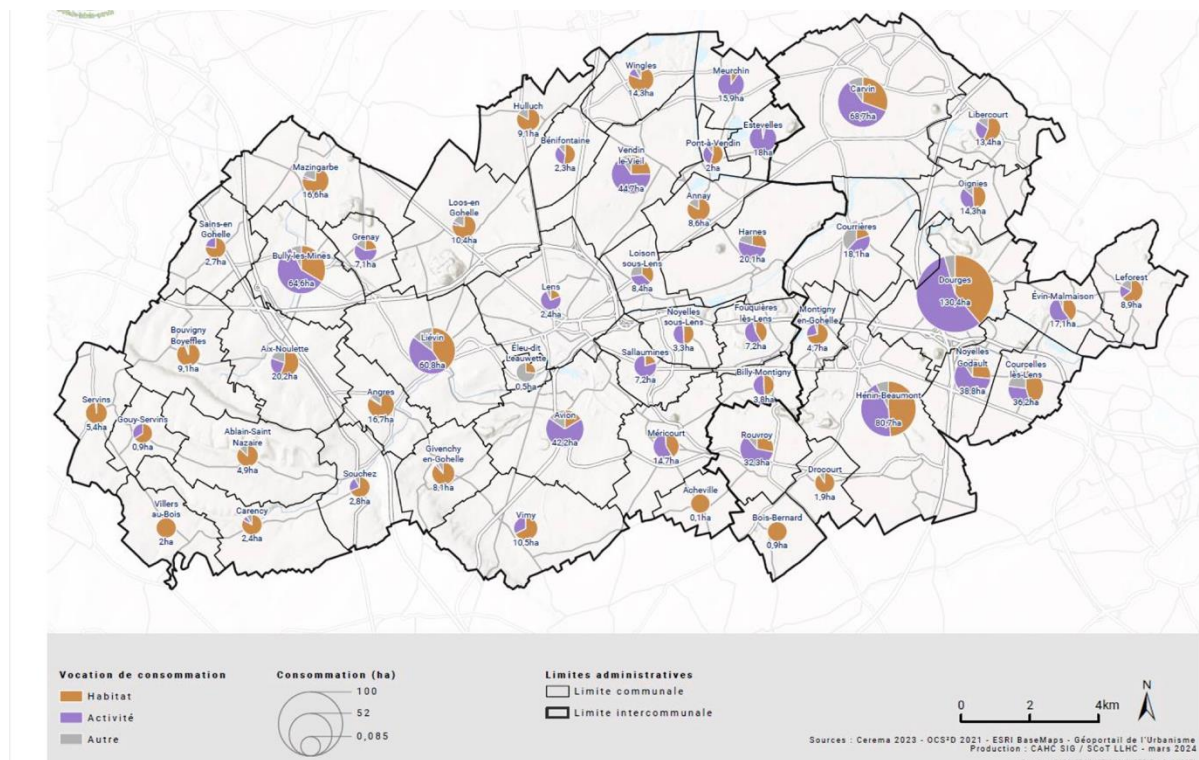 Wingles
14,3ha
Meurchin
15,9ha
Carvin
68,7ha
Hulluch
9,1ha
Bénifontaine
2,3ha
Vendin
le-Vieil
44,7ha
Pont-à-Vendin
2ha
Estevelles
18ha
Libercourt
13,4ha
Mazingarbe
16,6ha
Loos-en
Gohelle
10,4ha
Annay
8,6ha
Oignies
14,3ha
Sains-en
Gohelle
2,7ha
Bully-les-Mines
64,6ha
Grenay
7,1ha
Harnes
20,1ha
Courrières
18,1ha
Loison
sous-Lens
8,4ha
Dourges
130,4ha
Leforest
8,9ha
Évin-Malmaison
17,1ha
Lens
2,4ha
Noyelles
sous-Lens
3,3ha
Fouquières
lès-Lens
7,2ha
Montigny
en-Gohelle
4,7ha
Bouvigny
Boyeffles
9,1ha
Aix-Noulette
20,2ha
Liévin
60,8ha
Éleu-dit
Leauwette
0,5ha
Sallaumines
7,2ha
Billy-Montigny
3,8ha
Noyelles
Godault
38,8ha
Courcelles
lès-Lens
36,2ha
Hénin-Beaumont
80,7ha
Servins
5,4ha
Gouy-Servins
0,9ha
Ablain-Saint
Nazaire
4,9ha
Angres
16,7ha
Avion
42,2ha
Méricourt
14,7ha
Rouvroy
32,3ha
Givenchy
en-Gohelle
8,1ha
Souchez
2,8ha
Drocourt
1,9ha
Villers
au-Bois
2ha
Carency
2,4ha
Vimy
10,5ha
Acheville
0,1ha
Bois-Bernard
0,9ha
Vocation de consommation
Habitat
Activité
Autre
Consommation (ha)
100
52
0,085
Limites administratives
Limite communale
Limite intercommunale
0 2 4km
N
Sources : Cerema 2023 - OCS²D 2021 - ESRI BaseMaps - Géoportail de l'Urbanisme
Production : CAHC SIG / SCoT LLHC - mars 2024